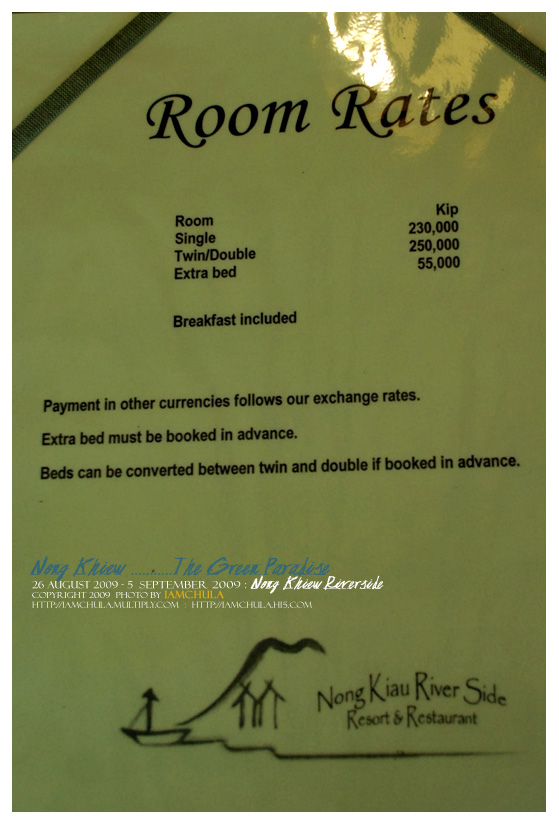 Room Rates
Room Kip
Single 230,000
Twin/Double 250,000
Extra bed 55,000
Breakfast included
Payment in other currencies follows our exchange rates.
Extra bed must be booked in advance.
Beds can be converted between twin and double if booked in advance.
Nong Khiew ..........The Green Paradise
26 AUGUST 2009 - 5 SEPTEMBER 2009 : Nong Khiew Riverside
COPYRIGHT 2009 PHOTO BY IAMCHULA
HTTP://IAMCHULA.MULTIPLY.COM : HTTP://IAMCHULA.HI5.COM
Nong Kiau River Side
Resort & Restaurant